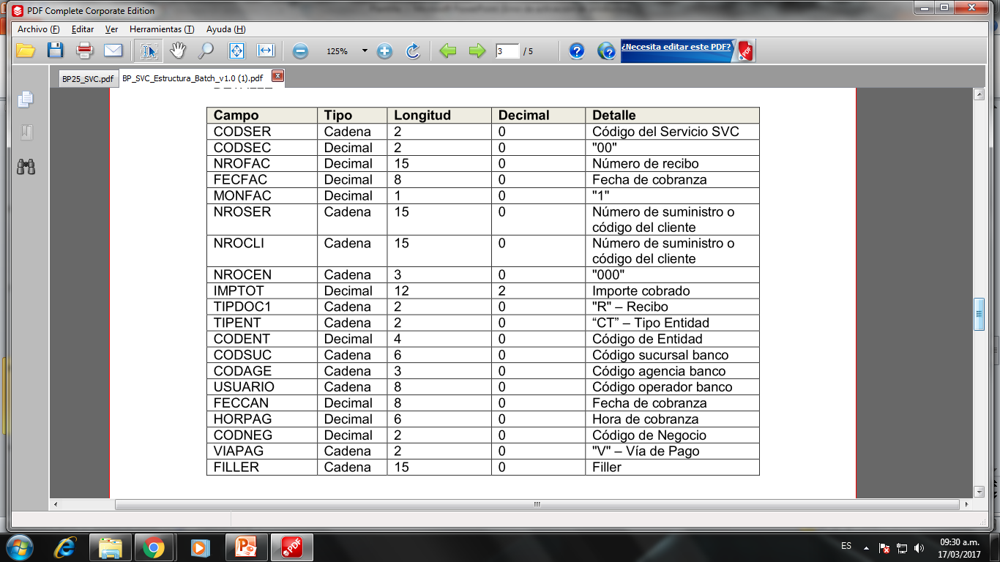 PDF Complete Corporate Edition
Archivo (F) Editar Ver Herramientas (T) Ayuda (H)
125% 3 / 5 ¿Necesita editar este PDF? PDF
BP25_SVC.pdf BP_SVC_Estructura_Batch_v1.0 (1).pdf
Campo Tipo Longitud Decimal Detalle
CODSER Cadena 2 0 Código del Servicio SVC
CODSEC Decimal 2 0 "00"
NROFAC Decimal 15 0 Número de recibo
FECFAC Decimal 8 0 Fecha de cobranza
MONFAC Decimal 1 0 "1"
NROSER Cadena 15 0 Número de suministro o
código del cliente
NROCLI Cadena 15 0 Número de suministro o
código del cliente
NROCEN Cadena 3 0 "000"
IMPTOT Decimal 12 2 Importe cobrado
TIPDOC1 Cadena 2 0 "R" – Recibo
TIPENT Cadena 2 0 “CT” – Tipo Entidad
CODENT Decimal 4 0 Código de Entidad
CODSUC Cadena 6 0 Código sucursal banco
CODAGE Cadena 3 0 Código agencia banco
USUARIO Cadena 8 0 Código operador banco
FECCAN Decimal 8 0 Fecha de cobranza
HORPAG Decimal 6 0 Hora de cobranza
CODNEG Decimal 2 0 Código de Negocio
VIAPAG Cadena 2 0 "V" – Vía de Pago
FILLER Cadena 15 0 Filler
PDF
ES 09:30 a.m.
17/03/2017